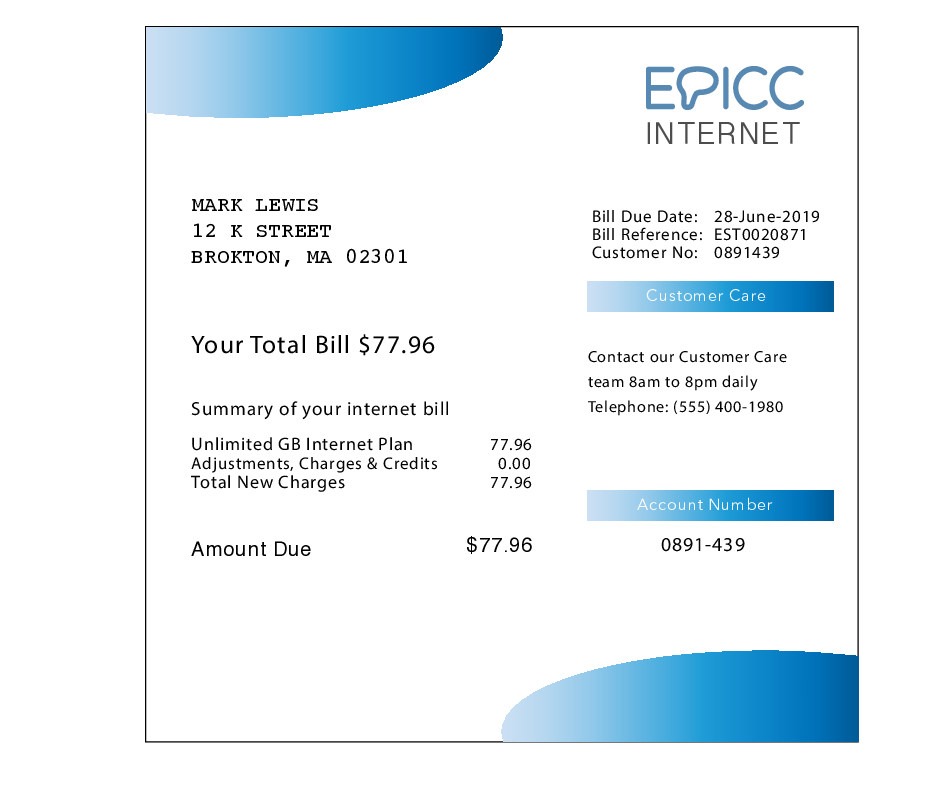 EPICC
INTERNET
MARK LEWIS
12 K STREET
BROKTON, MA 02301
Bill Due Date: 28-June-2019
Bill Reference: EST0020871
Customer No: 0891439
Customer Care
Contact our Customer Care
team 8am to 8pm daily
Telephone: (555) 400-1980
Your Total Bill $77.96
Summary of your internet bill
Unlimited GB Internet Plan 77.96
Adjustments, Charges & Credits 0.00
Total New Charges 77.96
Amount Due $77.96
Account Number
0891-439